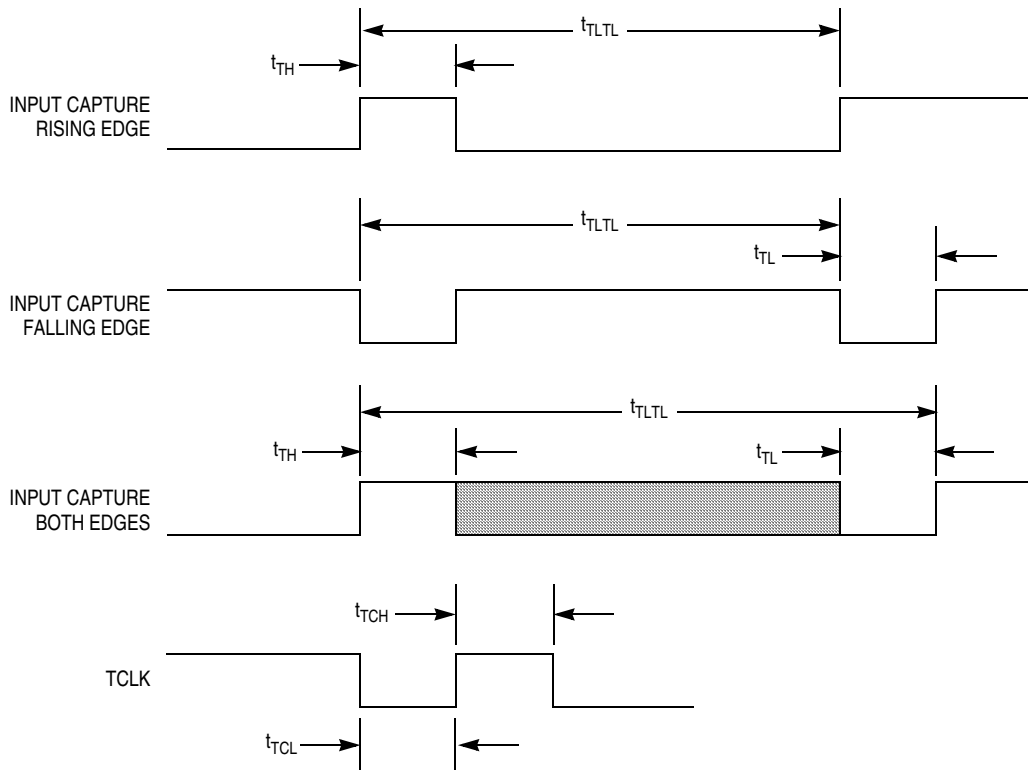 tTLTL
tTH
INPUT CAPTURE
RISING EDGE
tTLTL
tTL
INPUT CAPTURE
FALLING EDGE
tTLTL
tTH
tTL
INPUT CAPTURE
BOTH EDGES
tTCH
TCLK
tTCL